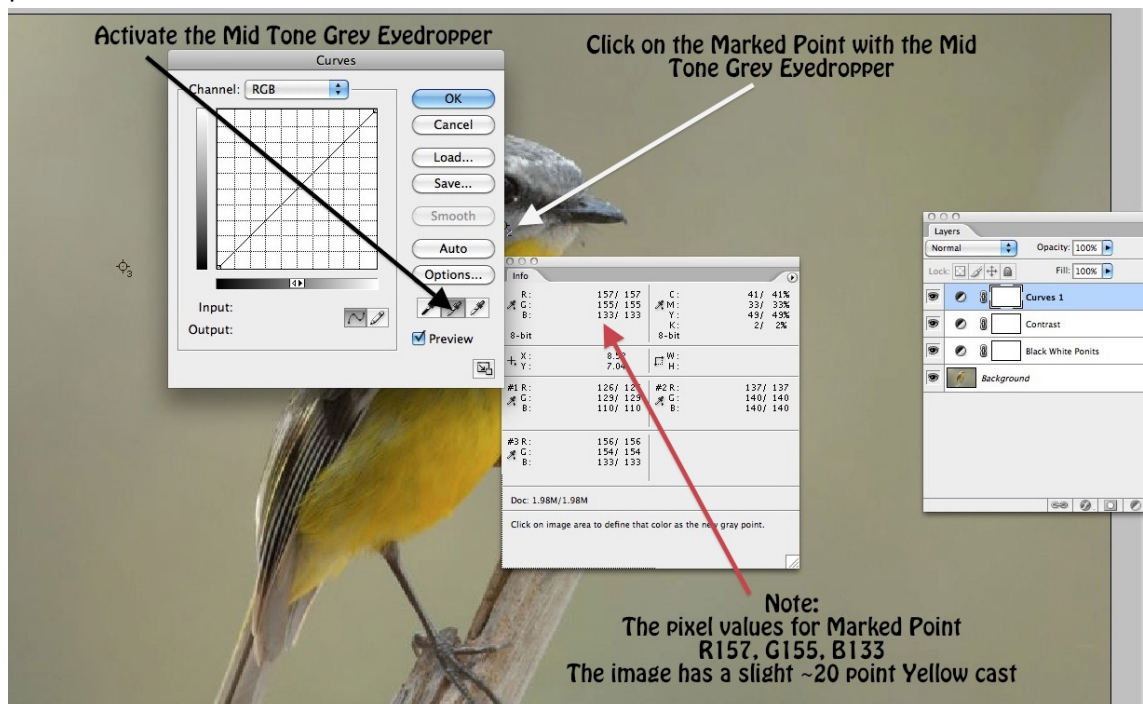 Activate the Mid Tone Grey Eyedropper
Click on the Marked Point with the Mid
Tone Grey Eyedropper
Curves
Channel: RGB
OK
Cancel
Load...
Save...
Smooth
Auto
Options...
Input:
Output:
Preview
3
Info
R: 157/ 157 C: 41/ 41%
G: 155/ 155 M: 33/ 33%
B: 133/ 133 Y: 49/ 49%
K: 2/ 2%
8-bit 8-bit
X: 8.52 W:
Y: 7.04 H:
#1 R: 126/ #2 R: 137/ 137
G: 129/ 129 G: 140/ 140
B: 110/ 110 B: 140/ 140
#3 R: 156/ 156
G: 154/ 154
B: 133/ 133
Doc: 1.98M/1.98M
Click on image area to define that color as the new gray point.
Layers
Normal Opacity: 100%
Lock: Fill: 100%
Curves 1
Contrast
Black White Ponits
Background
Note:
The pixel values for Marked Point
R157, G155, B133
The image has a slight ~20 point Yellow cast